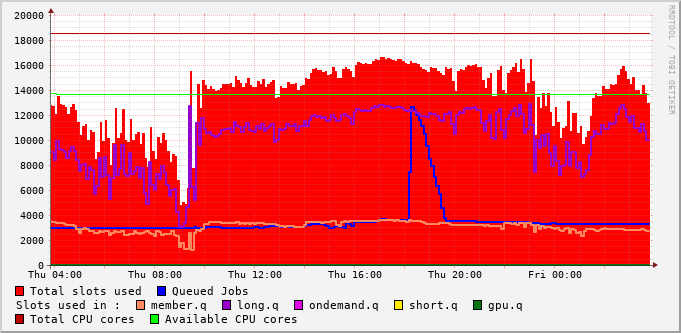 20000
18000
16000
14000
12000
10000
8000
6000
4000
2000
0
Thu 04:00 Thu 08:00 Thu 12:00 Thu 16:00 Thu 20:00 Fri 00:00
RRDTOOL / TOBI OETIKER
Total slots used Queued Jobs
Slots used in : member.q long.q ondemand.q short.q gpu.q
Total CPU cores Available CPU cores